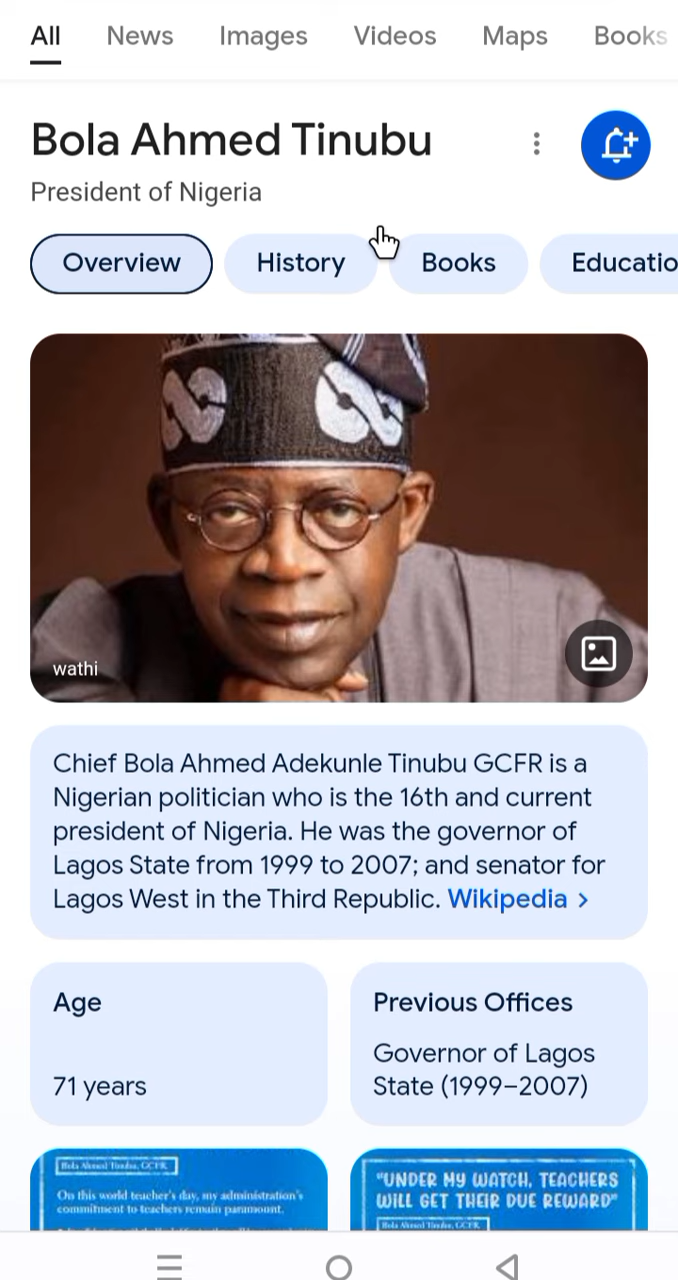 All News Images Videos Maps Books
Bola Ahmed Tinubu
President of Nigeria
Overview History Books Educatio
wathi
Chief Bola Ahmed Adekunle Tinubu GCFR is a
Nigerian politician who is the 16th and current
president of Nigeria. He was the governor of
Lagos State from 1999 to 2007; and senator for
Lagos West in the Third Republic. Wikipedia >
Age
71 years
Previous Offices
Governor of Lagos
State (1999–2007)
Bola Ahmed Tinubu, GCFR
On this world teacher's day, my administration's
commitment to teachers remain paramount.
"UNDER MY WATCH, TEACHERS
WILL GET THEIR DUE REWARD"
Bola Ahmed Tinubu, GCFR